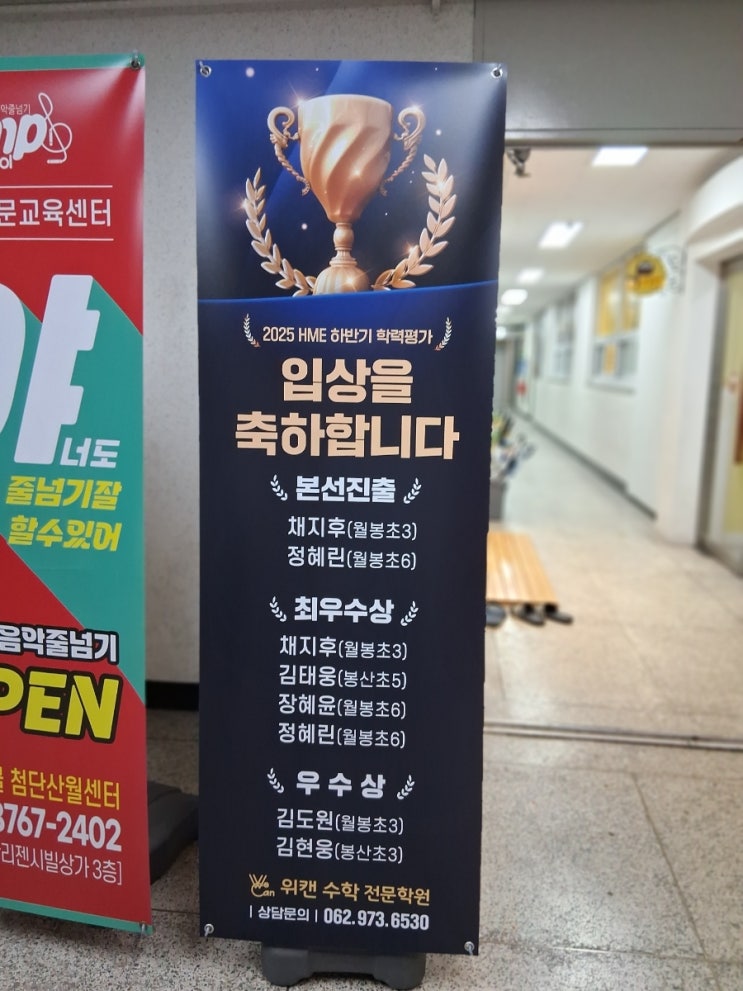 악줄넘기
문교육센터
야
너도
줄넘기잘
할수있어
음악줄넘기
PEN
첨단산월센터
3767-2402
리젠시빌상가 3층]
2025 HME 하반기 학력평가
입상을
축하합니다
본선진출
채지후(월봉초3)
정혜린(월봉초6)
최우수상
채지후(월봉초3)
김태웅(봉산초5)
장혜윤(월봉초6)
정혜린(월봉초6)
우수상
김도원(월봉초3)
김현웅(봉산초3)
We Can 위캔 수학 전문학원
| 상담문의 | 062.973.6530